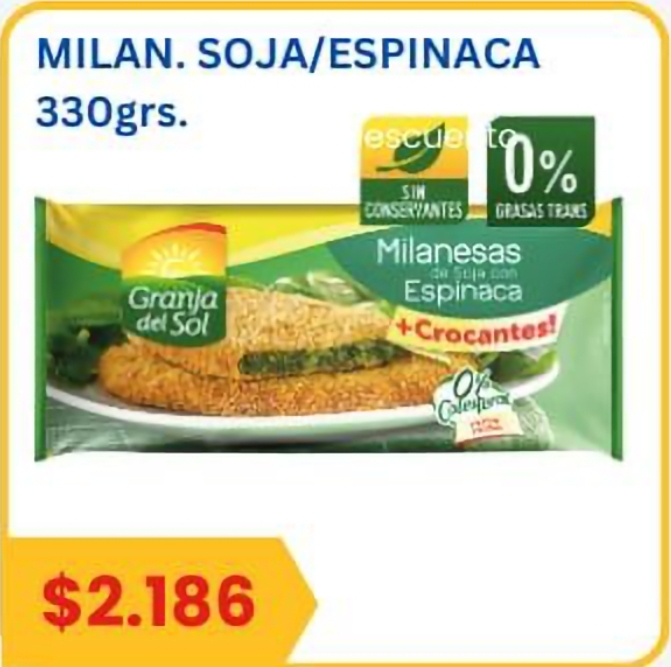 MILAN. SOJA/ESPINACA
330grs.
escuento
SIN
CONSERVANTES
0%
GRASAS TRANS
Granja
del Sol
Milanesas
de Soja con
Espinaca
+Crocantes!
0%
Colesterol
$2.186